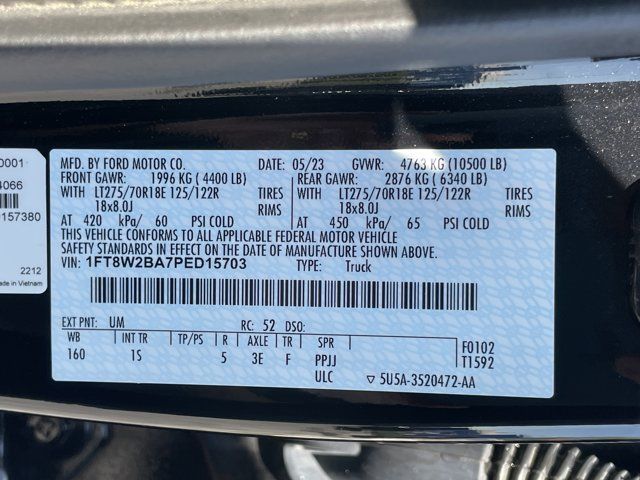 0001
4066
157380
2212
ade in Vietnam
MFD. BY FORD MOTOR CO. DATE: 05/23 GVWR: 4763 KG (10500 LB)
FRONT GAWR: 1996 KG ( 4400 LB) REAR GAWR: 2876 KG ( 6340 LB)
WITH LT275/70R18E 125/122R TIRES WITH LT275/70R18E 125/122R TIRES
18x8.0J RIMS 18x8.0J RIMS
AT 420 kPa/ 60 PSI COLD AT 450 kPa/ 65 PSI COLD
THIS VEHICLE CONFORMS TO ALL APPLICABLE FEDERAL MOTOR VEHICLE
SAFETY STANDARDS IN EFFECT ON THE DATE OF MANUFACTURE SHOWN ABOVE.
VIN: 1FT8W2BA7PED15703 TYPE: Truck
EXT PNT: UM RC: 52 DSO:
WB INT TR TP/PS R AXLE TR SPR F0102
160 1S 5 3E F PPJJ T1592
ULC ▽ 5U5A-3520472-AA